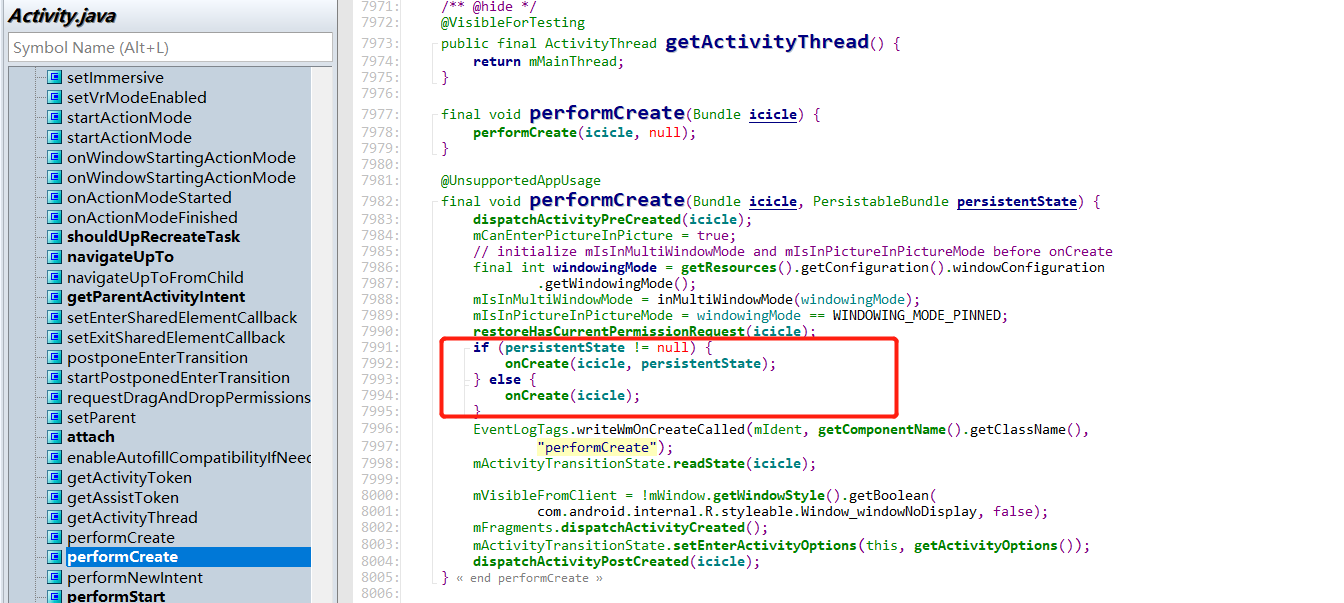 Activity.java
Symbol Name (Alt+L)
setImmersive
setVrModeEnabled
startActionMode
startActionMode
onWindowStartingActionMode
onWindowStartingActionMode
onActionModeStarted
onActionModeFinished
shouldUpRecreateTask
navigateUpTo
navigateUpToFromChild
getParentActivityIntent
setEnterSharedElementCallback
setExitSharedElementCallback
postponeEnterTransition
startPostponedEnterTransition
requestDragAndDropPermissions
setParent
attach
enableAutofillCompatibilityIfNeec
getActivityToken
getAssistToken
getActivityThread
performCreate
performCreate
performNewIntent
performStart
7971: /** @hide */
7972: @VisibleForTesting
7973: public final ActivityThread getActivityThread() {
7974: return mMainThread;
7975: }
7976:
7977: final void performCreate(Bundle icicle) {
7978: performCreate(icicle, null);
7979: }
7980:
7981: @UnsupportedAppUsage
7982: final void performCreate(Bundle icicle, PersistableBundle persistentState) {
7983: dispatchActivityPreCreated(icicle);
7984: mCanEnterPictureInPicture = true;
7985: // initialize mIsInMultiWindowMode and mIsInPictureInPictureMode before onCreate
7986: final int windowingMode = getResources().getConfiguration().windowConfiguration
7987: .getWindowingMode();
7988: mIsInMultiWindowMode = inMultiWindowMode(windowingMode);
7989: mIsInPictureInPictureMode = windowingMode == WINDOWING_MODE_PINNED;
7990: restoreHasCurrentPermissionRequest(icicle);
7991: if (persistentState != null) {
7992: onCreate(icicle, persistentState);
7993: } else {
7994: onCreate(icicle);
7995: }
7996: EventLogTags.writeWmOnCreateCalled(mIdent, getComponentName().getClassName(),
7997: "performCreate");
7998: mActivityTransitionState.readState(icicle);
7999:
8000: mVisibleFromClient = !mWindow.getWindowStyle().getBoolean(
8001: com.android.internal.R.styleable.Window_windowNoDisplay, false);
8002: mFragments.dispatchActivityCreated();
8003: mActivityTransitionState.setEnterActivityOptions(this, getActivityOptions());
8004: dispatchActivityPostCreated(icicle);
8005: } « end performCreate »
8006: